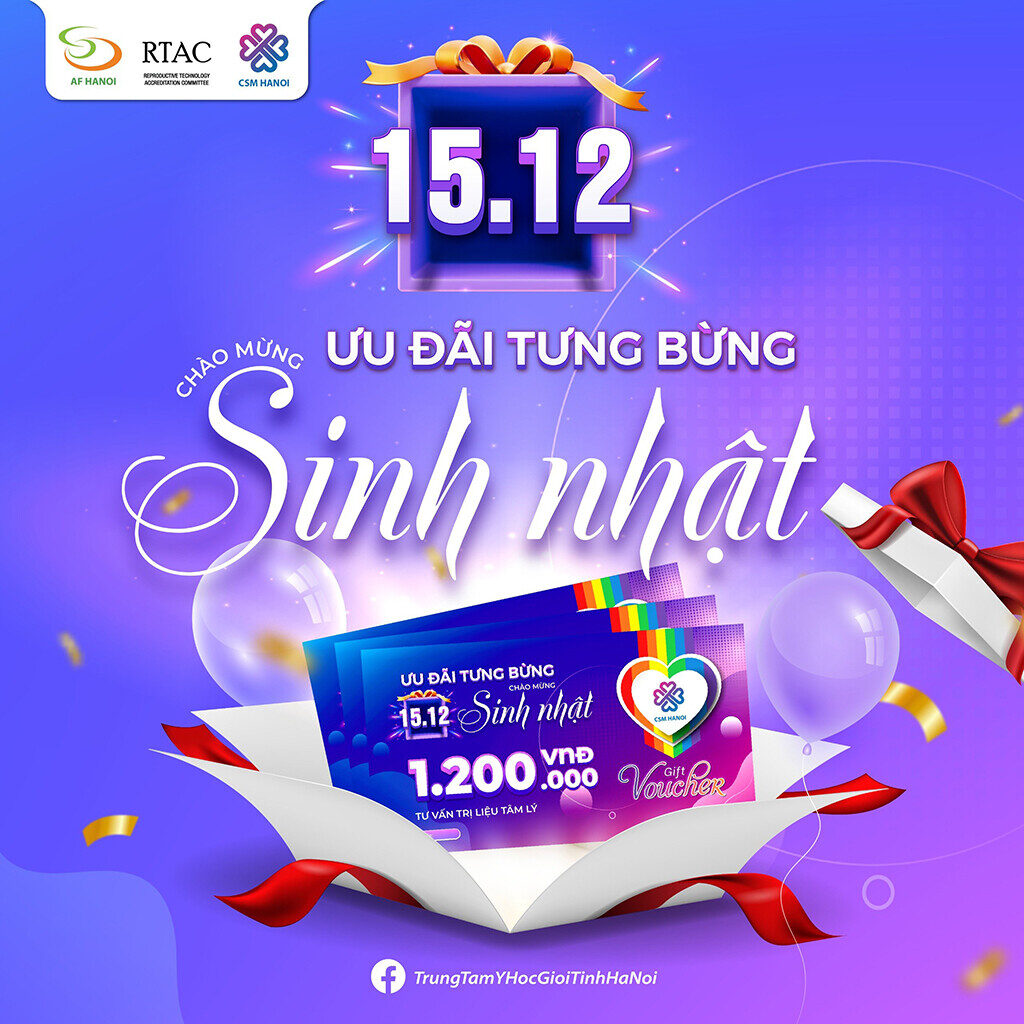 AF HANOI
RTAC
REPRODUCTIVE TECHNOLOGY
ACCREDITATION COMMITTEE
CSM HANOI
15.12
ƯU ĐÃI TƯNG BỪNG
CHÀO MỪNG
Sinh nhật
ƯU ĐÃI TƯNG BỪNG
CHÀO MỪNG
15.12 Sinh nhật
CSM HANOI
1.200.000 VNĐ
TƯ VẤN TRỊ LIỆU TÂM LÝ
Gift
Voucher
TrungTamYHocGioiTinhHaNoi